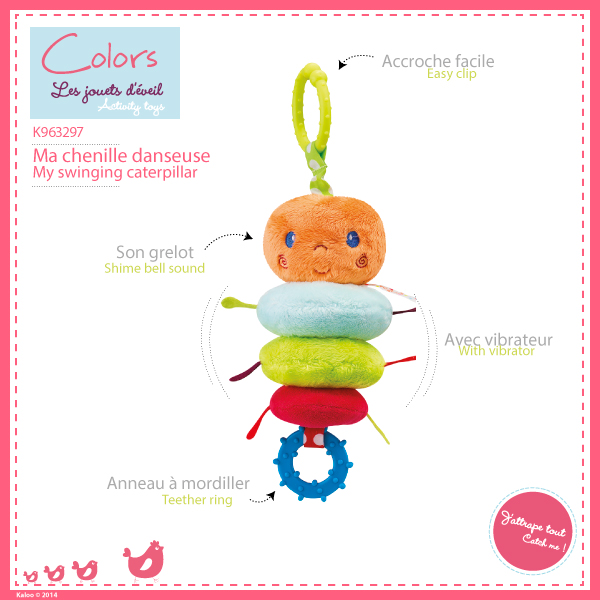 Colors
Les jouets d'éveil
Activity toys
K963297
Ma chenille danseuse
My swinging caterpillar
Accroche facile
Easy clip
Son grelot
Shime bell sound
Avec vibrateur
With vibrator
Anneau à mordiller
Teether ring
J'attrape tout
Catch me !
Kaloo © 2014